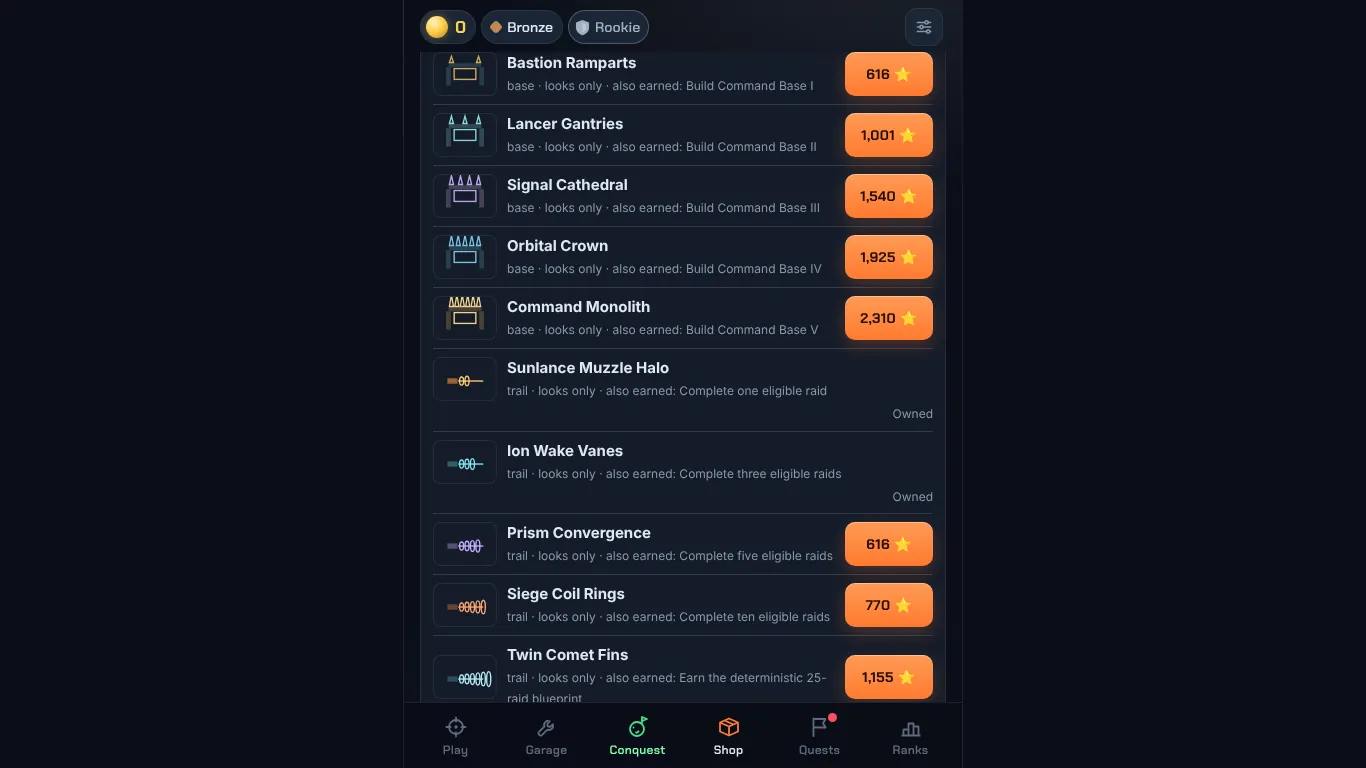 0 Bronze Rookie
Bastion Ramparts
base · looks only · also earned: Build Command Base I
616
Lancer Gantries
base · looks only · also earned: Build Command Base II
1,001
Signal Cathedral
base · looks only · also earned: Build Command Base III
1,540
Orbital Crown
base · looks only · also earned: Build Command Base IV
1,925
Command Monolith
base · looks only · also earned: Build Command Base V
2,310
Sunlance Muzzle Halo
trail · looks only · also earned: Complete one eligible raid
Owned
Ion Wake Vanes
trail · looks only · also earned: Complete three eligible raids
Owned
Prism Convergence
trail · looks only · also earned: Complete five eligible raids
616
Siege Coil Rings
trail · looks only · also earned: Complete ten eligible raids
770
Twin Comet Fins
trail · looks only · also earned: Earn the deterministic 25-
raid blueprint
1,155
Play Garage Conquest Shop Quests Ranks